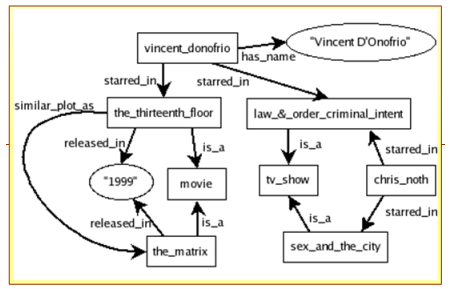 vincent_donofrio
"Vincent D'Onofrio"
has_name
starred_in
starred_in
similar_plot_as
the_thirteenth_floor
law_&_order_criminal_intent
released_in
is_a
is_a
starred_in
"1999"
movie
tv_show
chris_noth
released_in
is_a
is_a
starred_in
the_matrix
sex_and_the_city